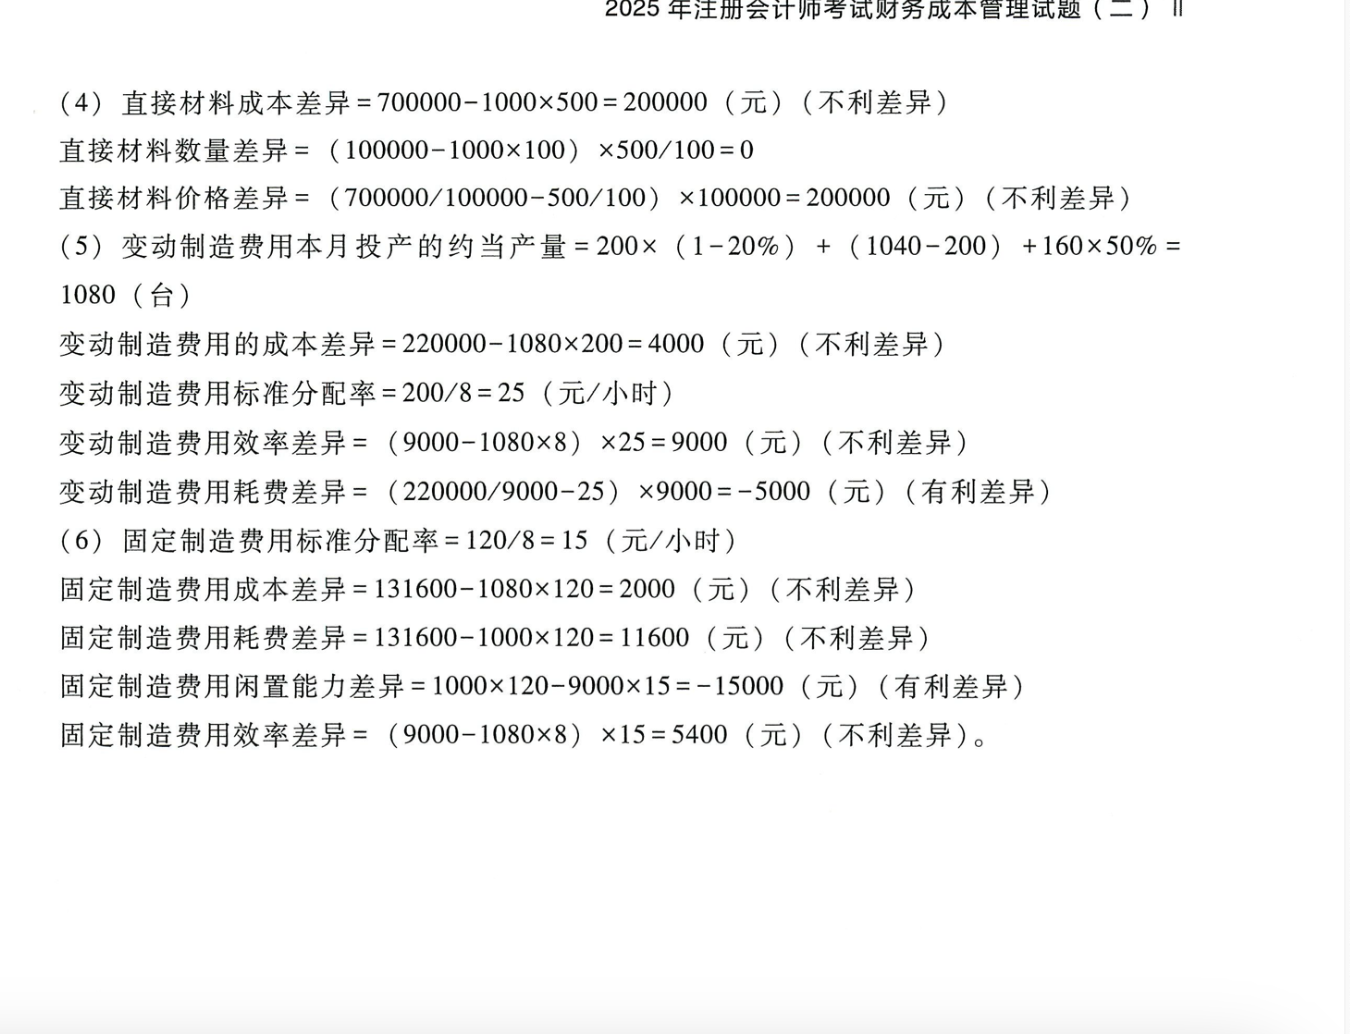 2025 年注册会计师考试财务成本管理试题（二） ||
（4）直接材料成本差异=700000-1000×500=200000（元）（不利差异）
直接材料数量差异=（100000-1000×100）×500/100=0
直接材料价格差异=（700000/100000-500/100）×100000=200000（元）（不利差异）
（5）变动制造费用本月投产的约当产量=200×（1-20%）+（1040-200）+160×50%=
1080（台）
变动制造费用的成本差异=220000-1080×200=4000（元）（不利差异）
变动制造费用标准分配率=200/8=25（元/小时）
变动制造费用效率差异=（9000-1080×8）×25=9000（元）（不利差异）
变动制造费用耗费差异=（220000/9000-25）×9000=-5000（元）（有利差异）
（6）固定制造费用标准分配率=120/8=15（元/小时）
固定制造费用成本差异=131600-1080×120=2000（元）（不利差异）
固定制造费用耗费差异=131600-1000×120=11600（元）（不利差异）
固定制造费用闲置能力差异=1000×120-9000×15=-15000（元）（有利差异）
固定制造费用效率差异=（9000-1080×8）×15=5400（元）（不利差异）。